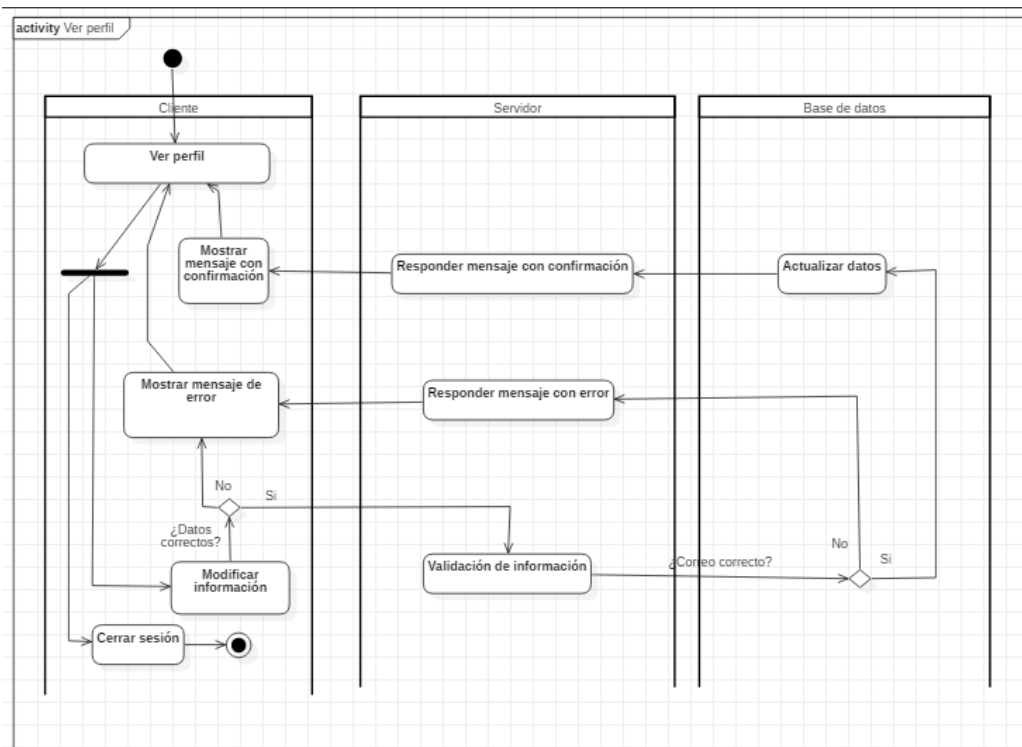 activity Ver perfil
Cliente
Servidor
Base de datos
Ver perfil
Mostrar
mensaje con
confirmación
Responder mensaje con confirmación
Actualizar datos
Mostrar mensaje de
error
Responder mensaje con error
No
Si
¿Datos
correctos?
Modificar
información
Validación de información
¿Correo correcto?
No
Si
Cerrar sesión